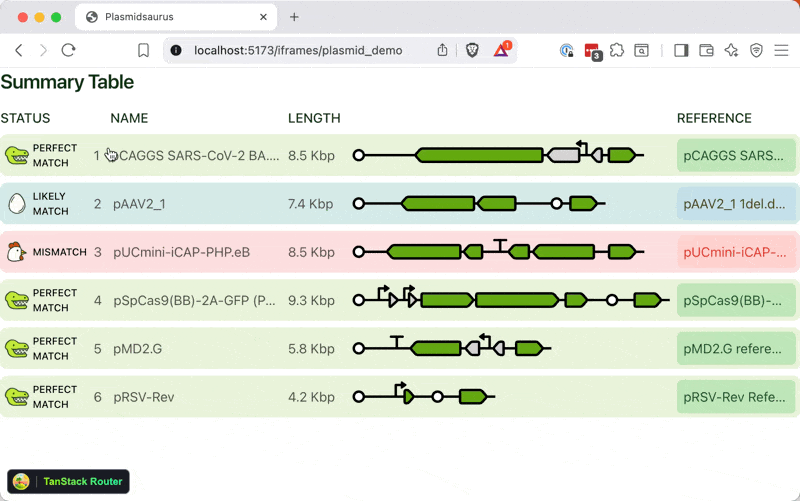 Plasmidsaurus
localhost:5173/iframes/plasmid_demo
1
3
Summary Table
STATUS NAME LENGTH REFERENCE
PERFECT MATCH 1 pCAGGS SARS-CoV-2 BA.... 8.5 Kbp pCAGGS SARS...
LIKELY MATCH 2 pAAV2_1 7.4 Kbp pAAV2_1 1del.d...
MISMATCH 3 pUCmini-iCAP-PHP.eB 8.5 Kbp pUCmini-iCAP-...
PERFECT MATCH 4 pSpCas9(BB)-2A-GFP (P... 9.3 Kbp pSpCas9(BB)-...
PERFECT MATCH 5 pMD2.G 5.8 Kbp pMD2.G refere...
PERFECT MATCH 6 pRSV-Rev 4.2 Kbp pRSV-Rev Refe...
TanStack Router